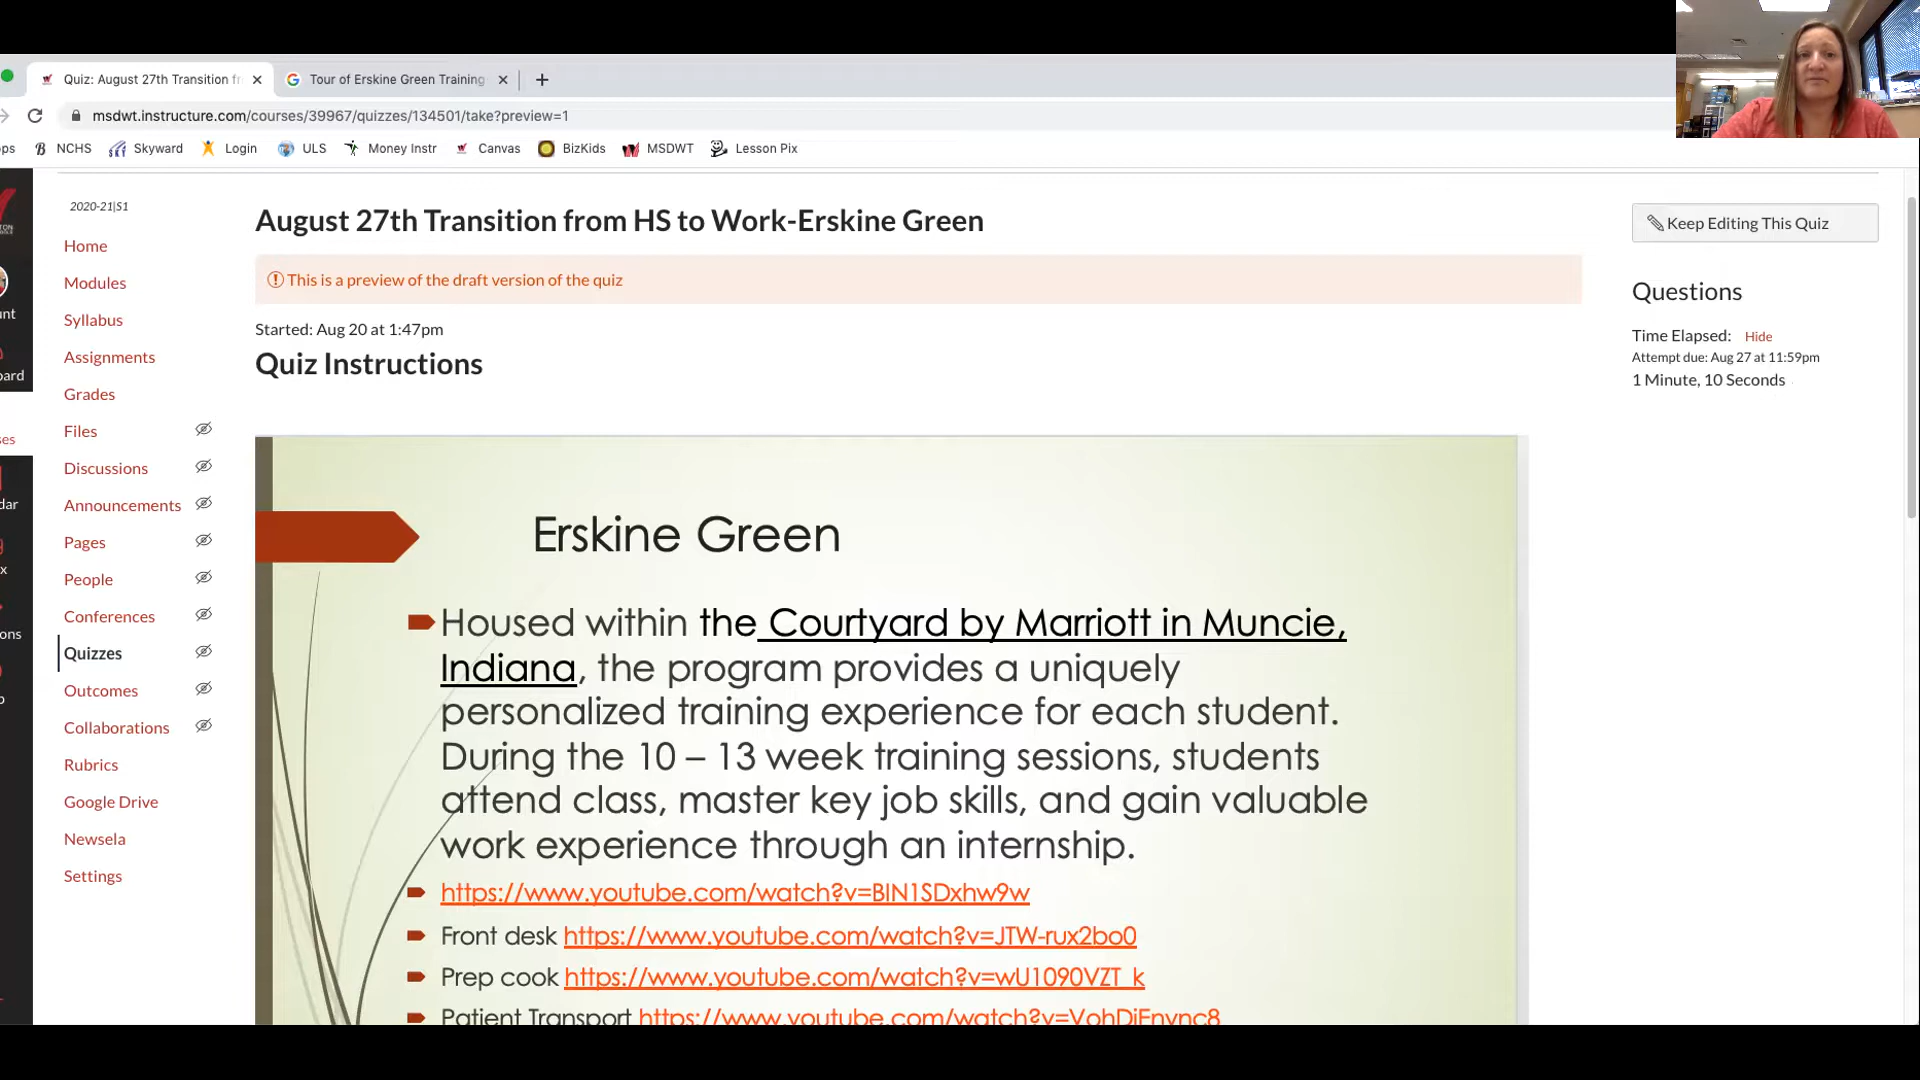 Quiz: August 27th Transition fr
Tour of Erskine Green Training
msdwt.instructure.com/courses/39967/quizzes/134501/take?preview=1
NCHS Skyward Login ULS Money Instr Canvas BizKids MSDWT Lesson Pix
2020-21|S1
Home
Modules
Syllabus
Assignments
Grades
Files
Discussions
Announcements
Pages
People
Conferences
Quizzes
Outcomes
Collaborations
Rubrics
Google Drive
Newsela
Settings
August 27th Transition from HS to Work-Erskine Green
This is a preview of the draft version of the quiz
Started: Aug 20 at 1:47pm
Quiz Instructions
Erskine Green
Housed within the Courtyard by Marriott in Muncie,
Indiana, the program provides a uniquely
personalized training experience for each student.
During the 10 – 13 week training sessions, students
attend class, master key job skills, and gain valuable
work experience through an internship.
https://www.youtube.com/watch?v=BIN1SDxhw9w
Front desk https://www.youtube.com/watch?v=JTW-rux2bo0
Prep cook https://www.youtube.com/watch?v=wU1090VZT_k
Patient Transport
Keep Editing This Quiz
Questions
Time Elapsed: Hide
Attempt due: Aug 27 at 11:59pm
1 Minute, 10 Seconds